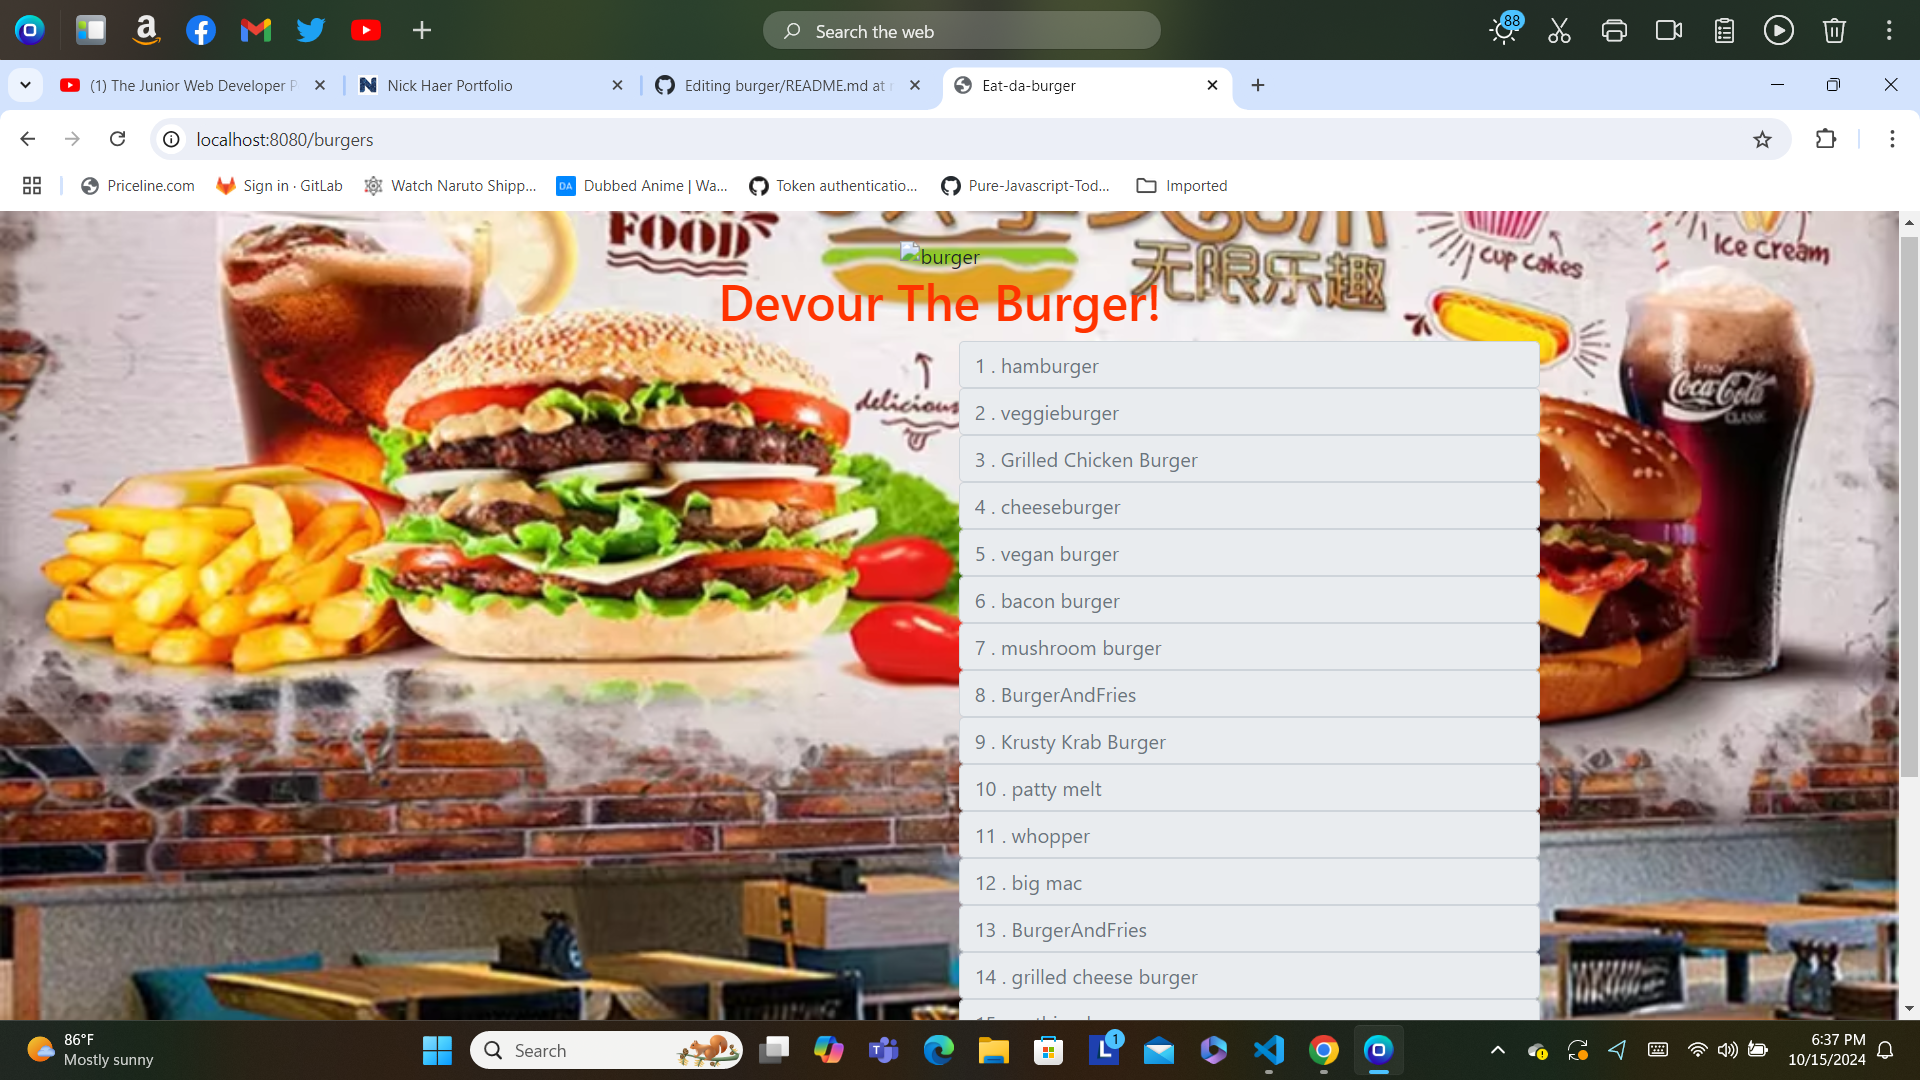 88
Search the web
(1) The Junior Web Developer P
Nick Haer Portfolio
Editing burger/README.md at
Eat-da-burger
localhost:8080/burgers
Priceline.com
Sign in · GitLab
Watch Naruto Shipp...
DA
Dubbed Anime | Wa...
Token authenticatio...
Pure-Javascript-Tod...
Imported
FOOD
cup cakes
Ice Cream
burger
无限乐趣
Devour The Burger!
delicious
Coca-Cola
CLASSIC
1 . hamburger
2 . veggieburger
3 . Grilled Chicken Burger
4 . cheeseburger
5 . vegan burger
6 . bacon burger
7 . mushroom burger
8 . BurgerAndFries
9 . Krusty Krab Burger
10 . patty melt
11 . whopper
12 . big mac
13 . BurgerAndFries
14 . grilled cheese burger
86°F
Mostly sunny
Search
L
1
6:37 PM
10/15/2024